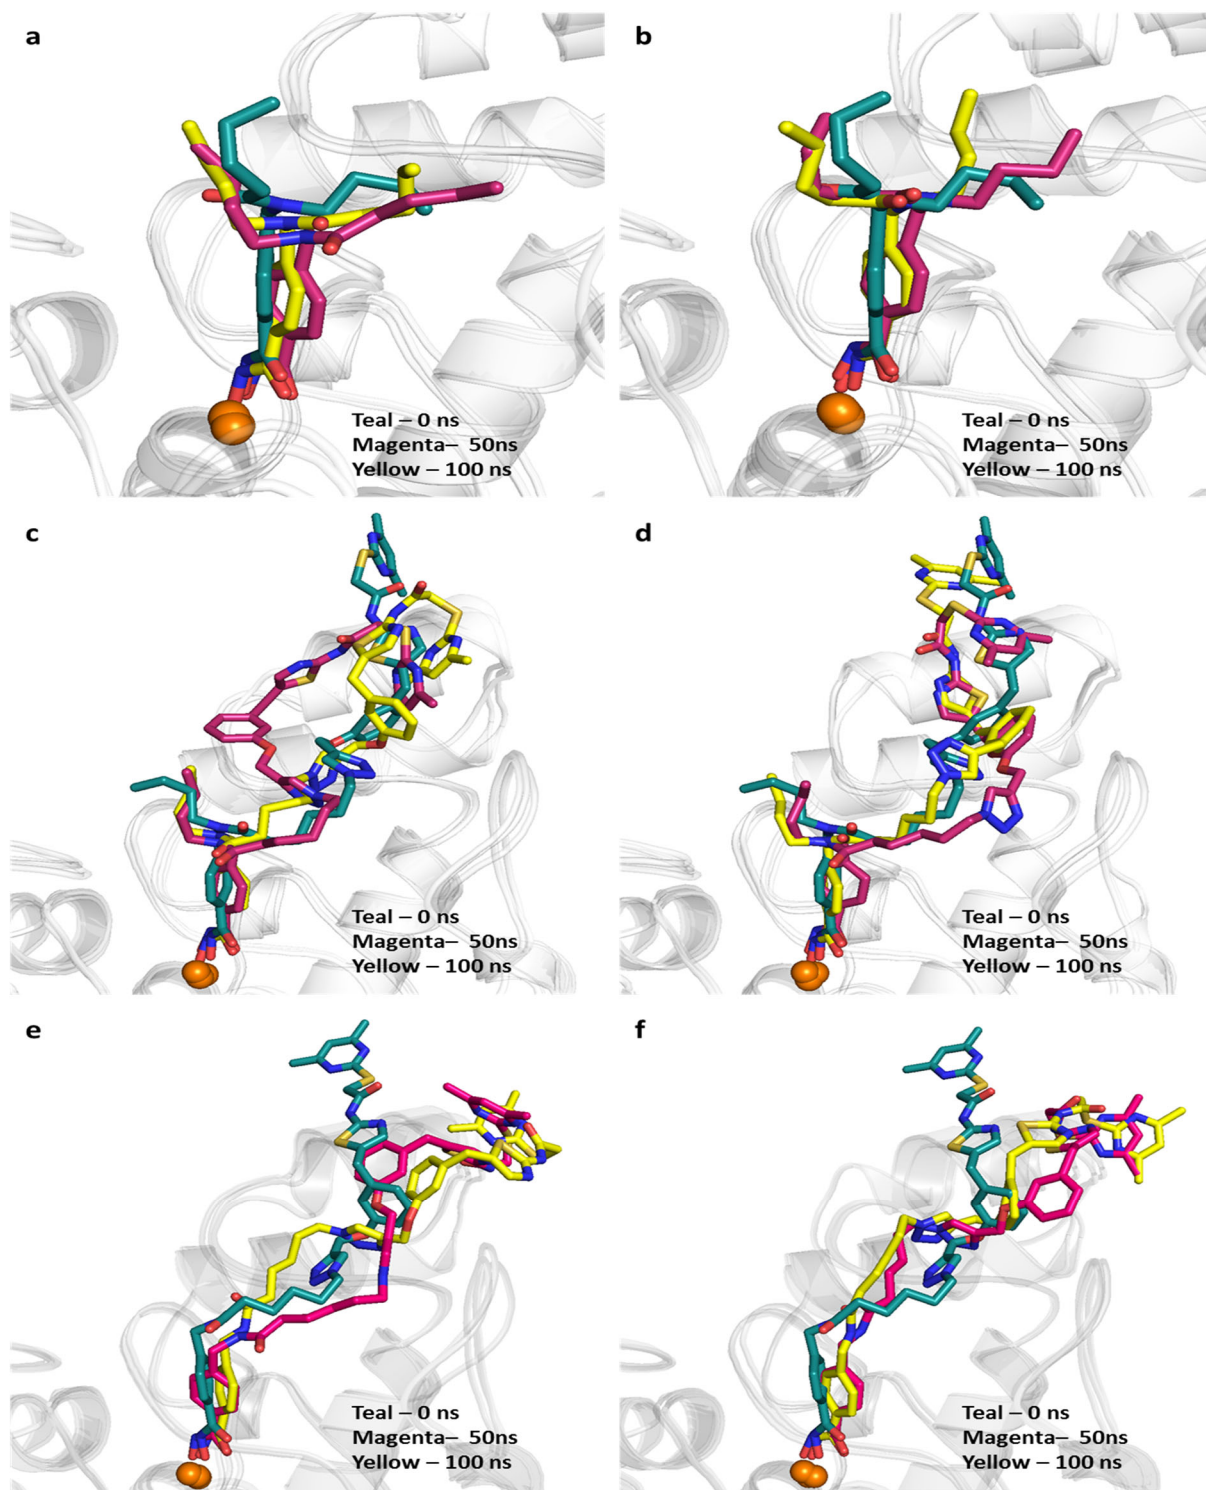 a
b
Teal – 0 ns
Magenta– 50ns
Yellow – 100 ns
Teal – 0 ns
Magenta– 50ns
Yellow – 100 ns
c
d
Teal – 0 ns
Magenta– 50ns
Yellow – 100 ns
Teal – 0 ns
Magenta– 50ns
Yellow – 100 ns
e
f
Teal – 0 ns
Magenta– 50ns
Yellow – 100 ns
Teal – 0 ns
Magenta– 50ns
Yellow – 100 ns